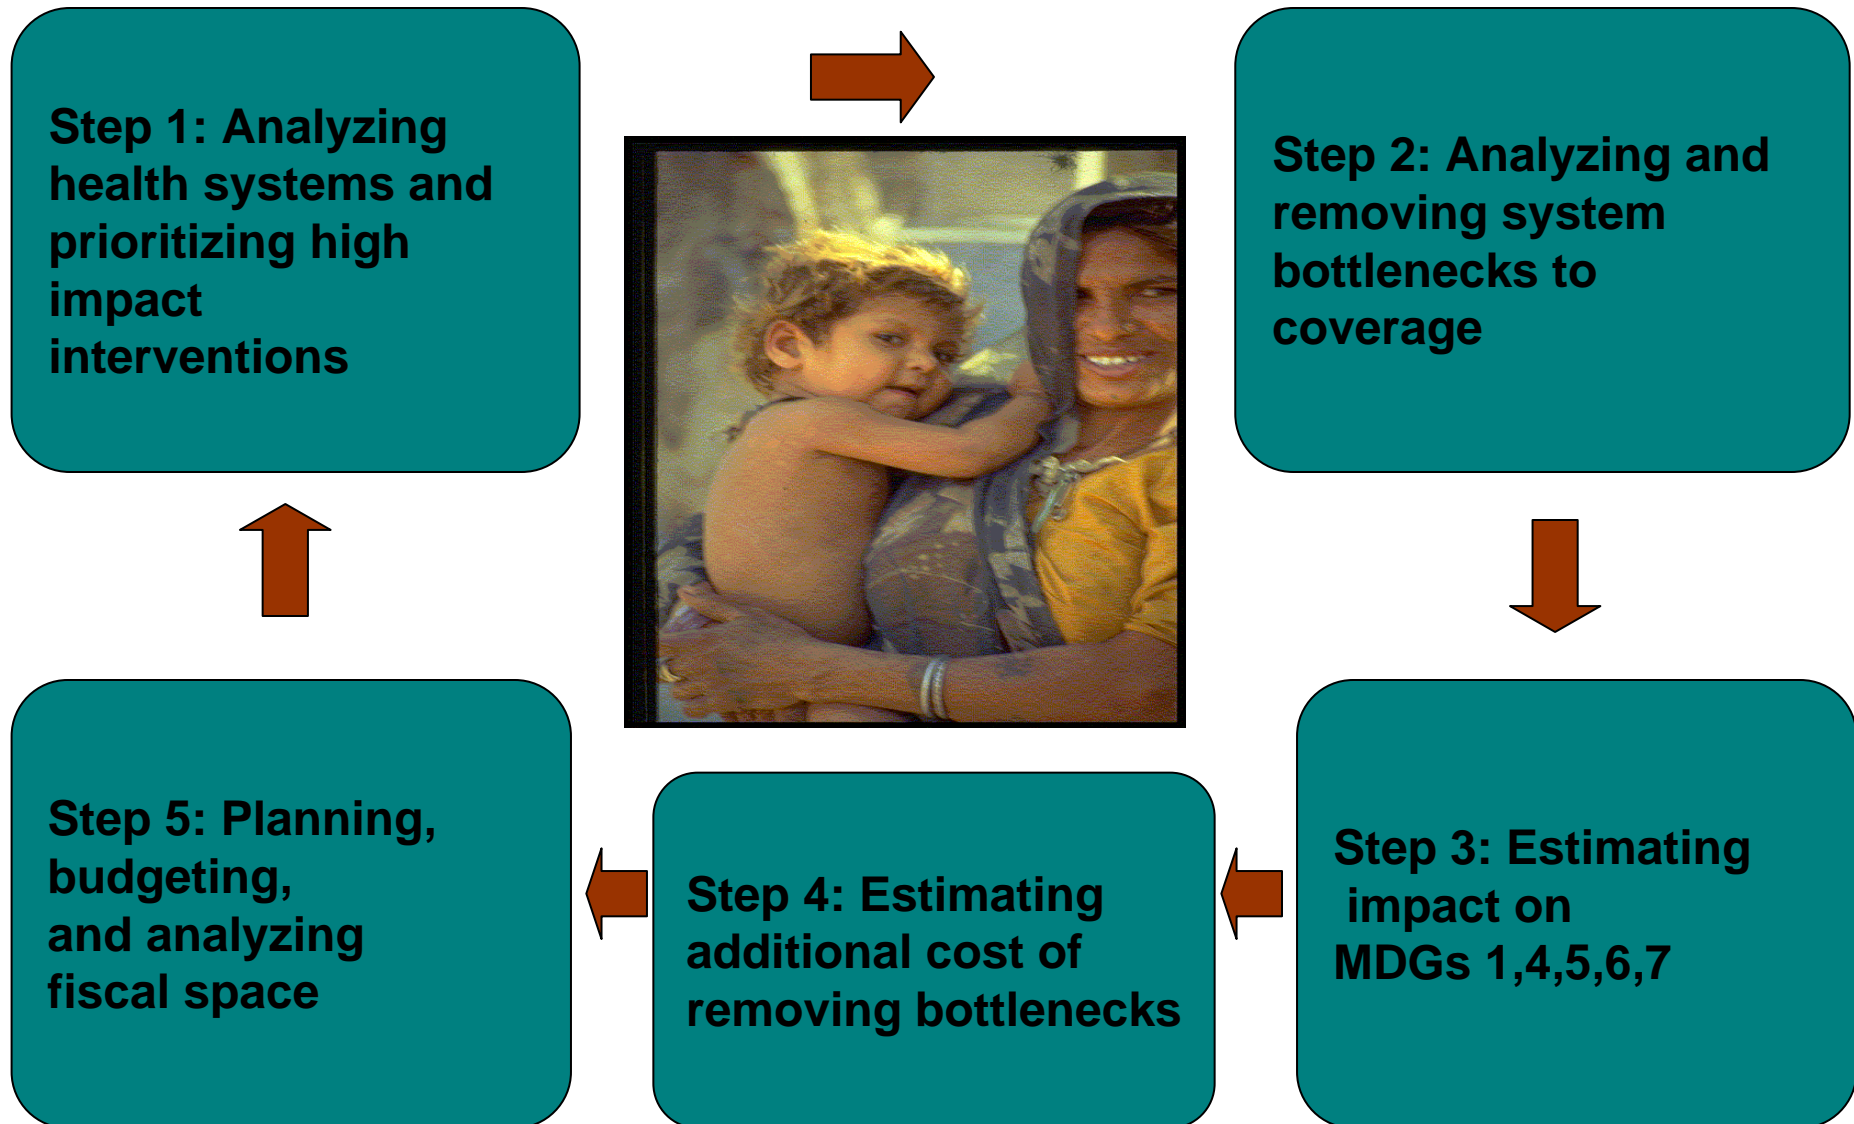 Step 1: Analyzing
health systems and
prioritizing high
impact
interventions
Step 2: Analyzing and
removing system
bottlenecks to
coverage
Step 3: Estimating
impact on
MDGs 1,4,5,6,7
Step 4: Estimating
additional cost of
removing bottlenecks
Step 5: Planning,
budgeting,
and analyzing
fiscal space